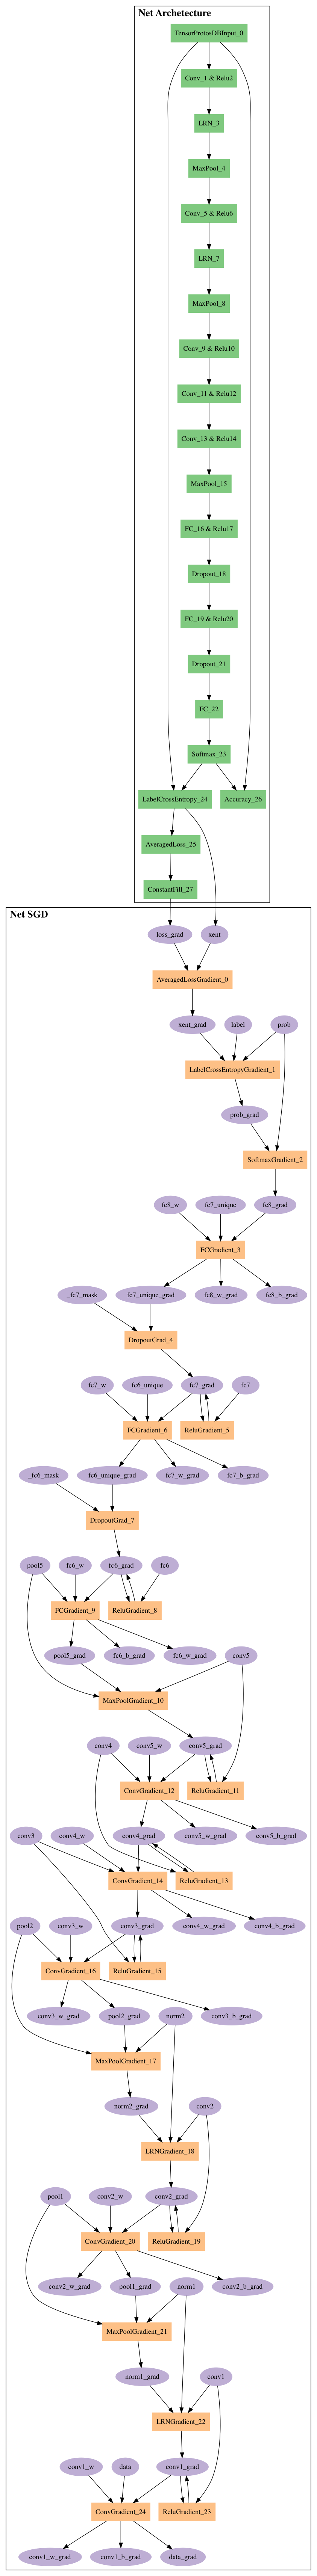 Net Archetecture
TensorProtosDBInput_0
Conv_1 & Relu2
LRN_3
MaxPool_4
Conv_5 & Relu6
LRN_7
MaxPool_8
Conv_9 & Relu10
Conv_11 & Relu12
Conv_13 & Relu14
MaxPool_15
FC_16 & Relu17
Dropout_18
FC_19 & Relu20
Dropout_21
FC_22
Softmax_23
LabelCrossEntropy_24
Accuracy_26
AveragedLoss_25
ConstantFill_27
Net SGD
loss_grad
xent
AveragedLossGradient_0
xent_grad
label
prob
LabelCrossEntropyGradient_1
prob_grad
SoftmaxGradient_2
fc8_w
fc7_unique
fc8_grad
FCGradient_3
_fc7_mask
fc7_unique_grad
fc8_w_grad
fc8_b_grad
DropoutGrad_4
fc7_w
fc6_unique
fc7_grad
fc7
FCGradient_6
ReluGradient_5
_fc6_mask
fc6_unique_grad
fc7_w_grad
fc7_b_grad
DropoutGrad_7
pool5
fc6_w
fc6_grad
fc6
FCGradient_9
ReluGradient_8
pool5_grad
fc6_b_grad
fc6_w_grad
conv5
MaxPoolGradient_10
conv4
conv5_w
conv5_grad
ConvGradient_12
ReluGradient_11
conv3
conv4_w
conv4_grad
conv5_w_grad
conv5_b_grad
ConvGradient_14
ReluGradient_13
pool2
conv3_w
conv3_grad
conv4_w_grad
conv4_b_grad
ConvGradient_16
ReluGradient_15
conv3_w_grad
pool2_grad
norm2
conv3_b_grad
MaxPoolGradient_17
norm2_grad
conv2
LRNGradient_18
pool1
conv2_w
conv2_grad
ConvGradient_20
ReluGradient_19
conv2_w_grad
pool1_grad
norm1
conv2_b_grad
MaxPoolGradient_21
norm1_grad
conv1
LRNGradient_22
conv1_w
data
conv1_grad
ConvGradient_24
ReluGradient_23
conv1_w_grad
conv1_b_grad
data_grad